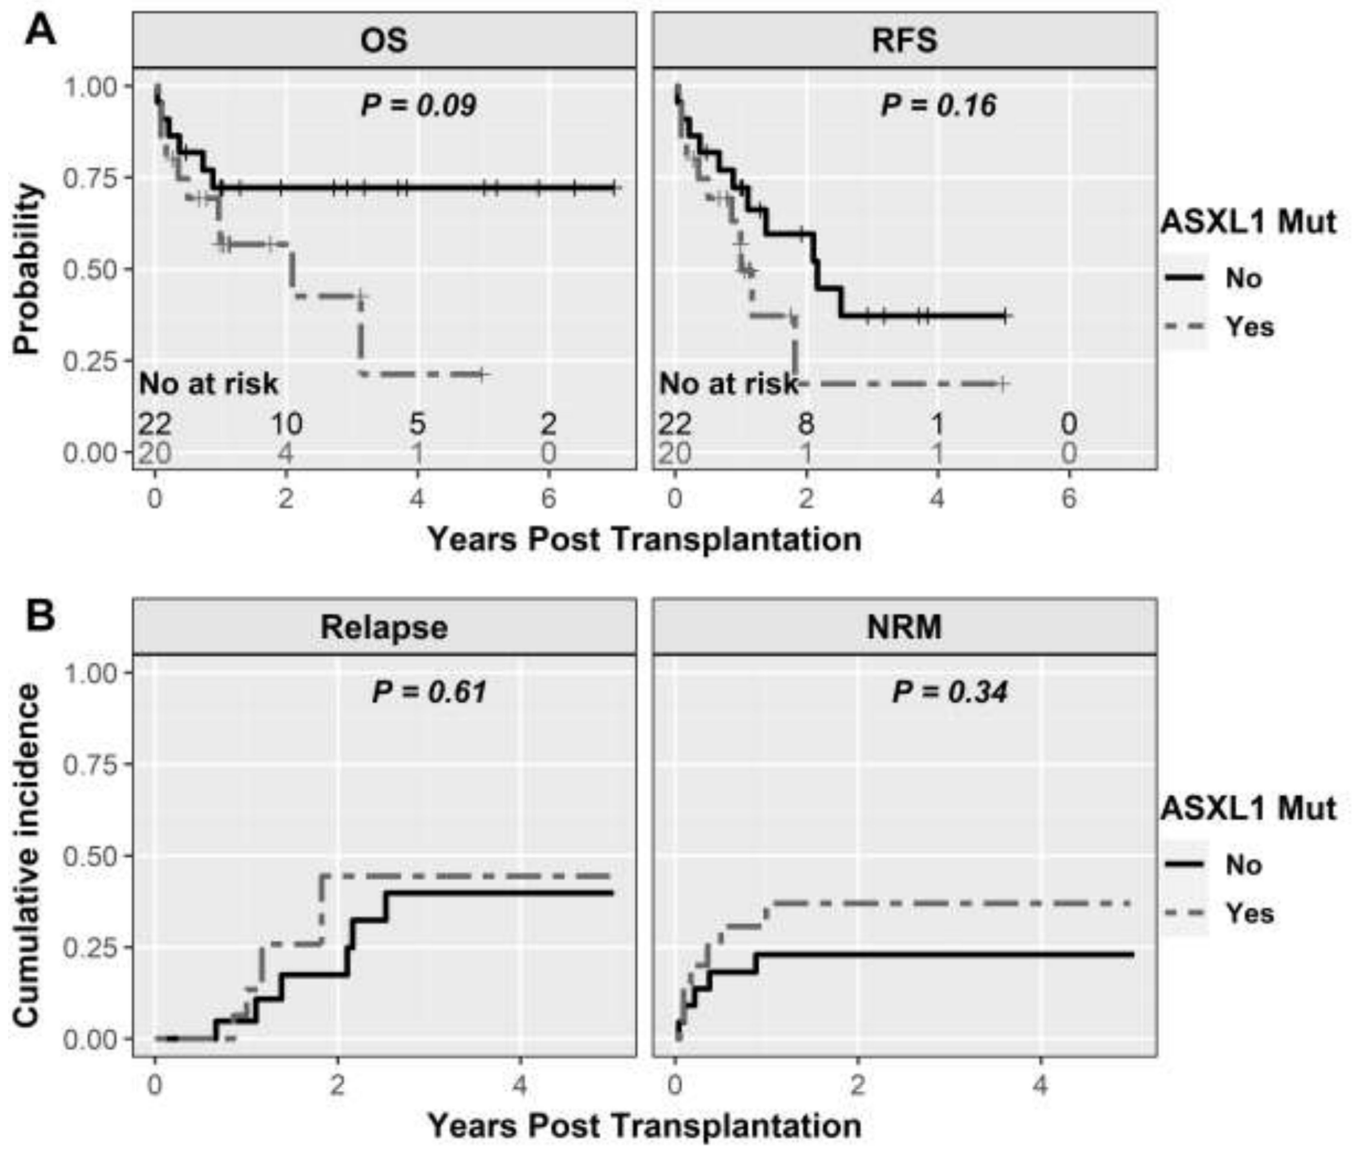 A
OS
RFS
P = 0.09
P = 0.16
Probability
1.00
0.75
0.50
0.25
0.00
No at risk
22 10 5 2
20 4 1 0
No at risk
22 8 1 0
20 1 1 0
0 2 4 6
0 2 4 6
Years Post Transplantation
ASXL1 Mut
No
Yes
B
Relapse
NRM
P = 0.61
P = 0.34
Cumulative incidence
1.00
0.75
0.50
0.25
0.00
0 2 4
0 2 4
Years Post Transplantation
ASXL1 Mut
No
Yes